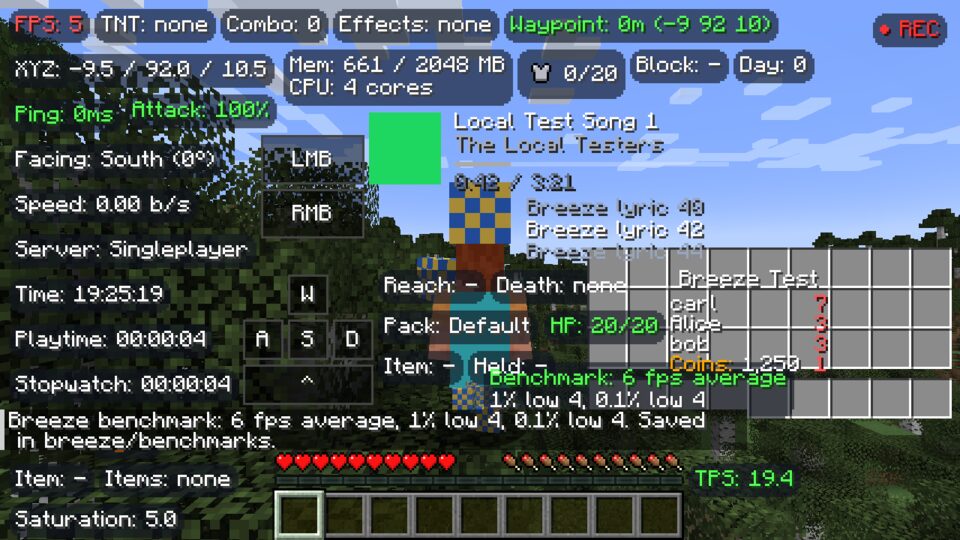 FPS: 5 TNT: none Combo: 0 Effects: none Waypoint: 0m (-9 92 10)
REC
XYZ: -9.5 / 92.0 / 10.5
Mem: 661 / 2048 MB
CPU: 4 cores
0/20
Block: - Day: 0
Ping: 0ms Attack: 100%
Local Test Song 1
The Local Testers
0:42 / 3:21
Facing: South (0°)
LMB
Speed: 0.00 b/s
RMB
Breeze lyric 40
Breeze lyric 42
Breeze lyric 44
Server: Singleplayer
Breeze Test
carl 7
Alice 3
bob 3
Coins: 1,250 1
Reach: - Death: none
Time: 19:25:19
W
Pack: Default HP: 20/20
Playtime: 00:00:04
A S D
Item: - Held: -
Stopwatch: 00:00:04
^
Benchmark: 6 fps average
1% low 4, 0.1% low 4
Breeze benchmark: 6 fps average, 1% low 4, 0.1% low 4. Saved
in breeze/benchmarks.
Item: - Items: none
TPS: 19.4
Saturation: 5.0